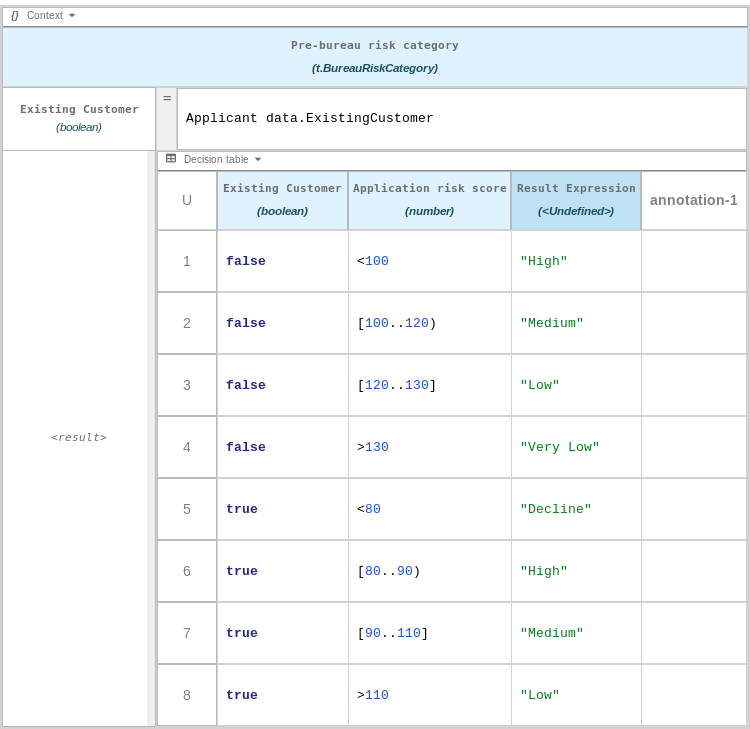 {} Context
Pre-bureau risk category
(t.BureauRiskCategory)
Existing Customer
(boolean)
=
Applicant data.ExistingCustomer
<result>
Decision table
U
Existing Customer
(boolean)
Application risk score
(number)
Result Expression
(<Undefined>)
annotation-1
1 false <100 "High"
2 false [100..120) "Medium"
3 false [120..130] "Low"
4 false >130 "Very Low"
5 true <80 "Decline"
6 true [80..90) "High"
7 true [90..110] "Medium"
8 true >110 "Low"